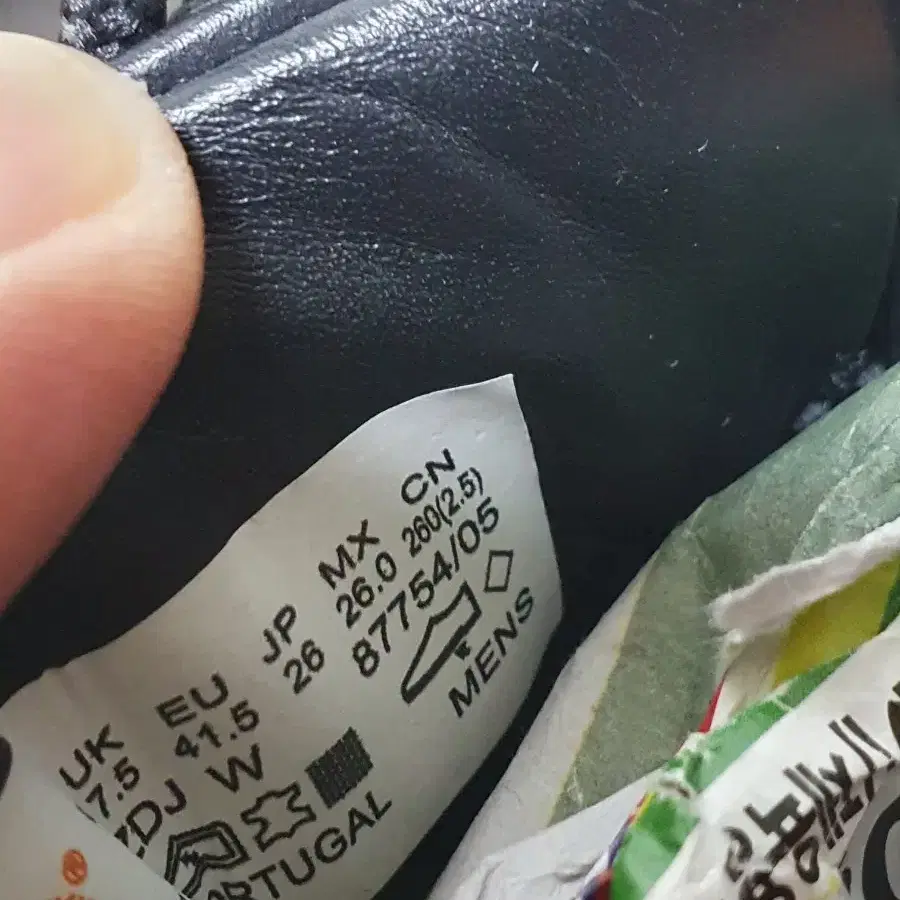 UK EU JP MX CN
7.5 41.5 26 26.0 260(2.5)
ZDJ W 87754/05
MENS
PORTUGAL